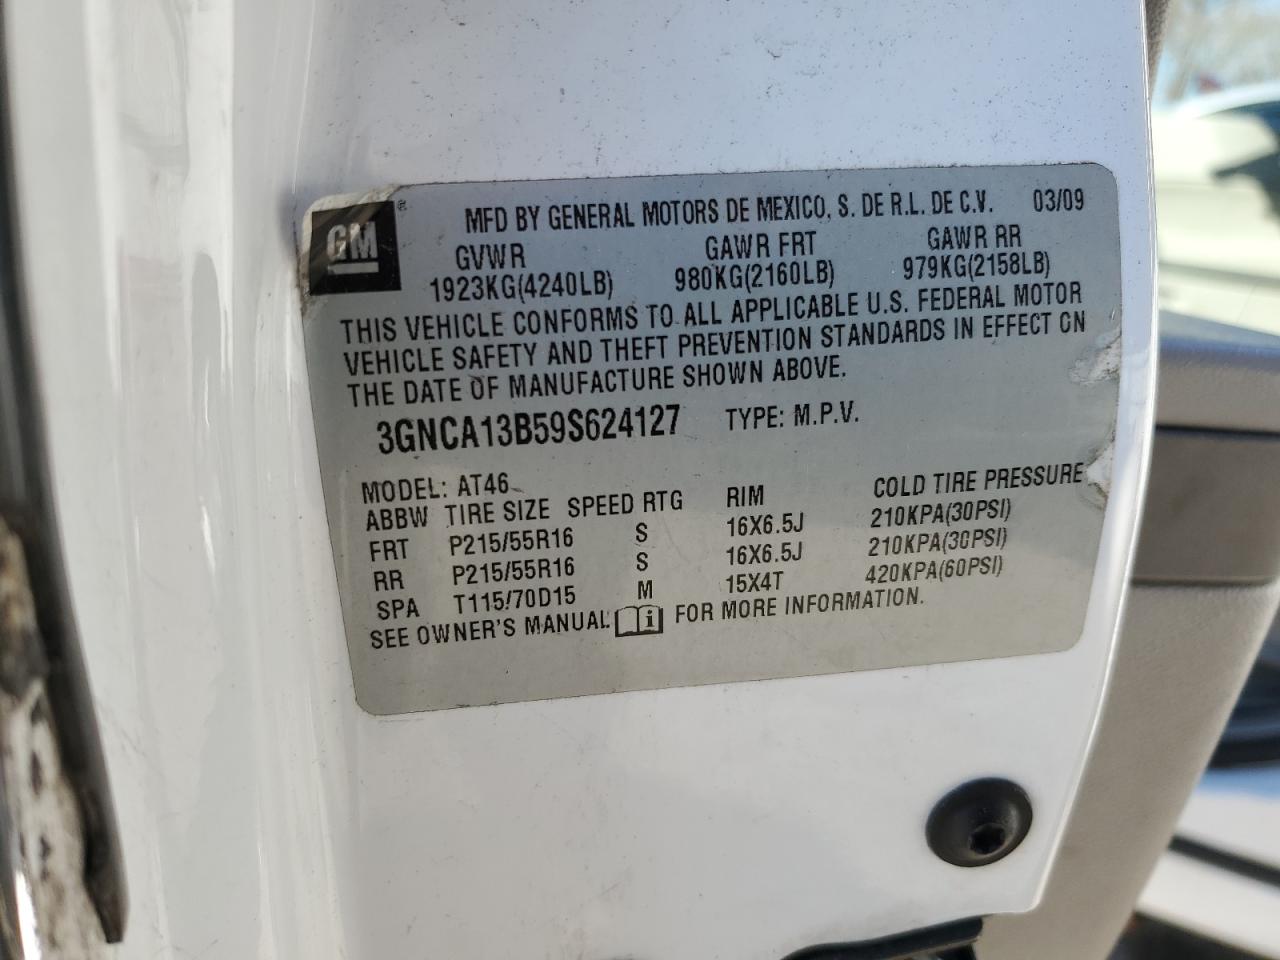 GM ® MFD BY GENERAL MOTORS DE MEXICO, S. DE R.L. DE C.V. 03/09
GVWR GAWR FRT GAWR RR
1923KG(4240LB) 980KG(2160LB) 979KG(2158LB)
THIS VEHICLE CONFORMS TO ALL APPLICABLE U.S. FEDERAL MOTOR
VEHICLE SAFETY AND THEFT PREVENTION STANDARDS IN EFFECT ON
THE DATE OF MANUFACTURE SHOWN ABOVE.
3GNCA13B59S624127 TYPE: M.P.V.
MODEL: AT46
ABBW TIRE SIZE SPEED RTG RIM COLD TIRE PRESSURE
FRT P215/55R16 S 16X6.5J 210KPA(30PSI)
RR P215/55R16 S 16X6.5J 210KPA(30PSI)
SPA T115/70D15 M 15X4T 420KPA(60PSI)
SEE OWNER'S MANUAL i FOR MORE INFORMATION.